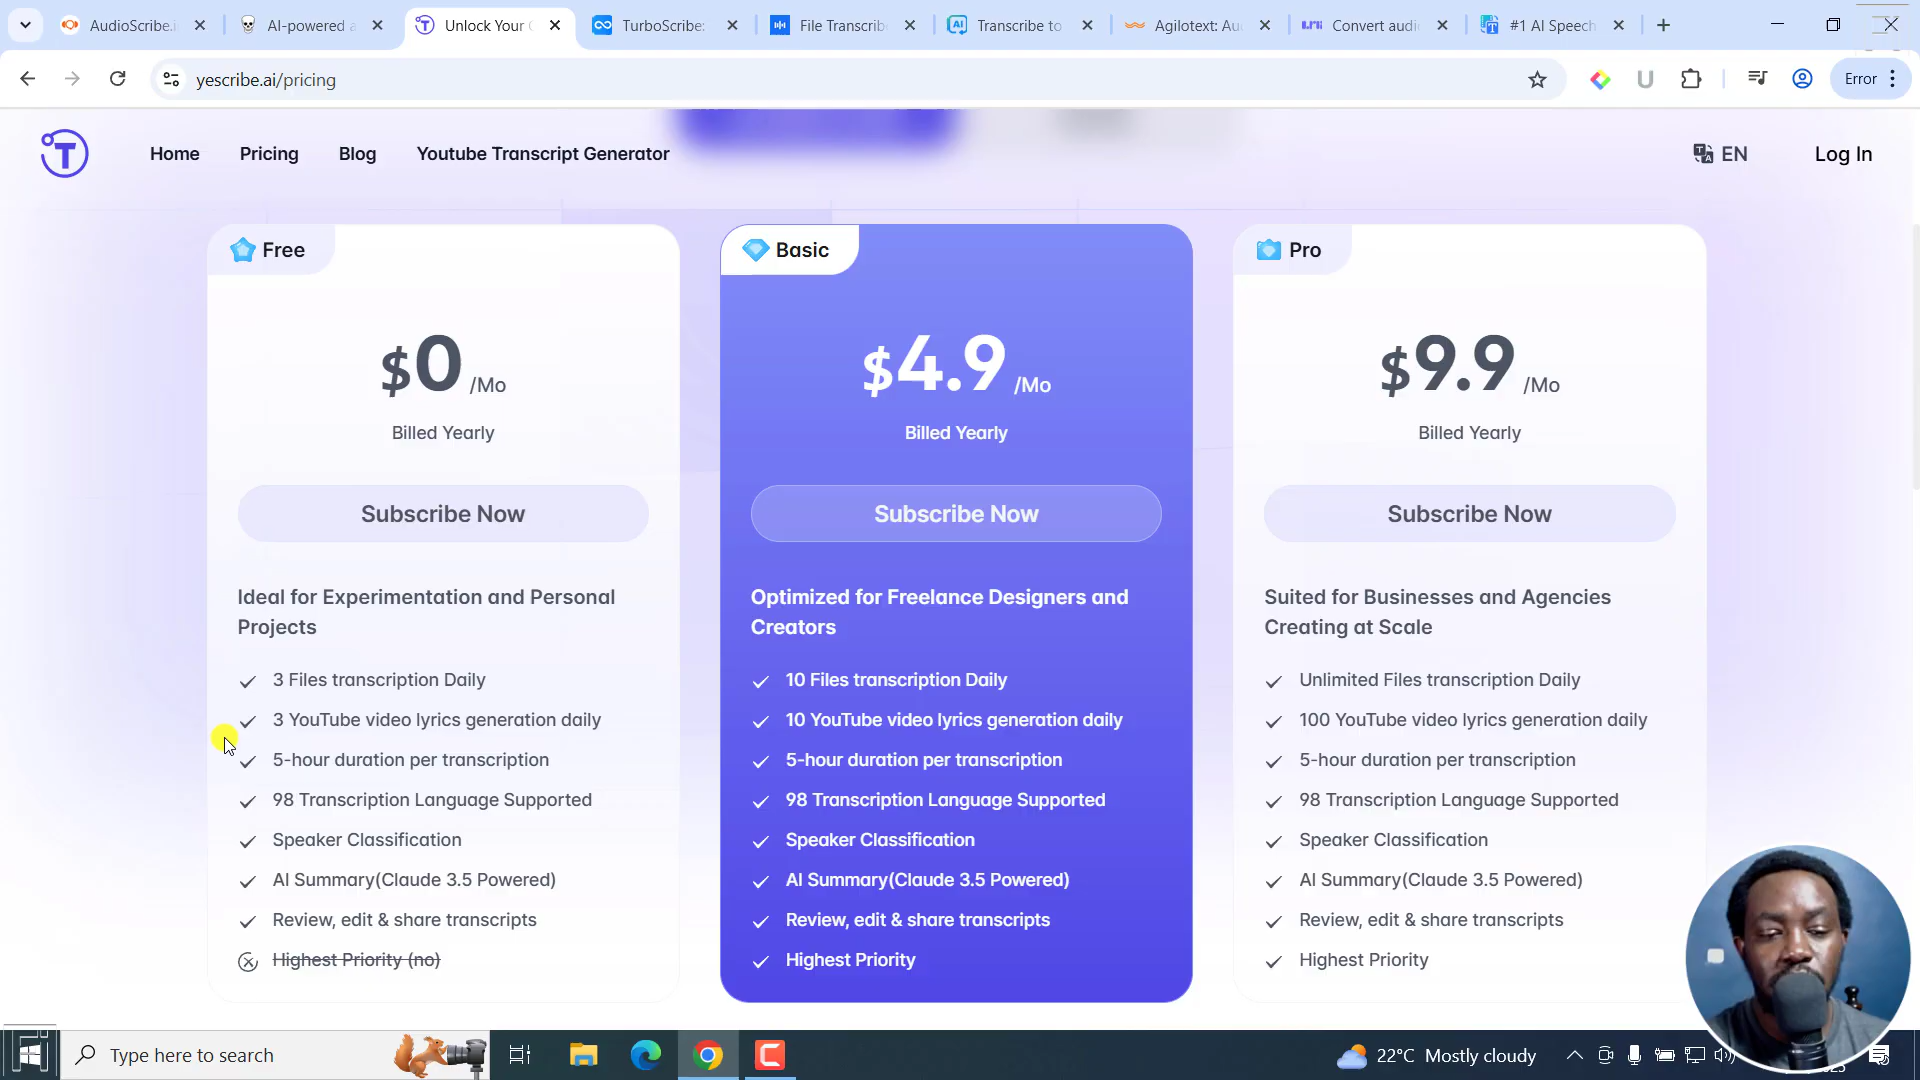 AudioScribe.i
AI-powered a
Unlock Your
TurboScribe:
File Transcrib
Transcribe to
Agilotext: Au
Convert audi
#1 AI Speech
yescribe.ai/pricing
Error
Home
Pricing
Blog
Youtube Transcript Generator
EN
Log In
Free
$0 /Mo
Billed Yearly
Subscribe Now
Ideal for Experimentation and Personal
Projects
3 Files transcription Daily
3 YouTube video lyrics generation daily
5-hour duration per transcription
98 Transcription Language Supported
Speaker Classification
AI Summary(Claude 3.5 Powered)
Review, edit & share transcripts
Highest Priority (no)
Basic
$4.9 /Mo
Billed Yearly
Subscribe Now
Optimized for Freelance Designers and
Creators
10 Files transcription Daily
10 YouTube video lyrics generation daily
5-hour duration per transcription
98 Transcription Language Supported
Speaker Classification
AI Summary(Claude 3.5 Powered)
Review, edit & share transcripts
Highest Priority
Pro
$9.9 /Mo
Billed Yearly
Subscribe Now
Suited for Businesses and Agencies
Creating at Scale
Unlimited Files transcription Daily
100 YouTube video lyrics generation daily
5-hour duration per transcription
98 Transcription Language Supported
Speaker Classification
AI Summary(Claude 3.5 Powered)
Review, edit & share transcripts
Highest Priority
Type here to search
22°C Mostly cloudy